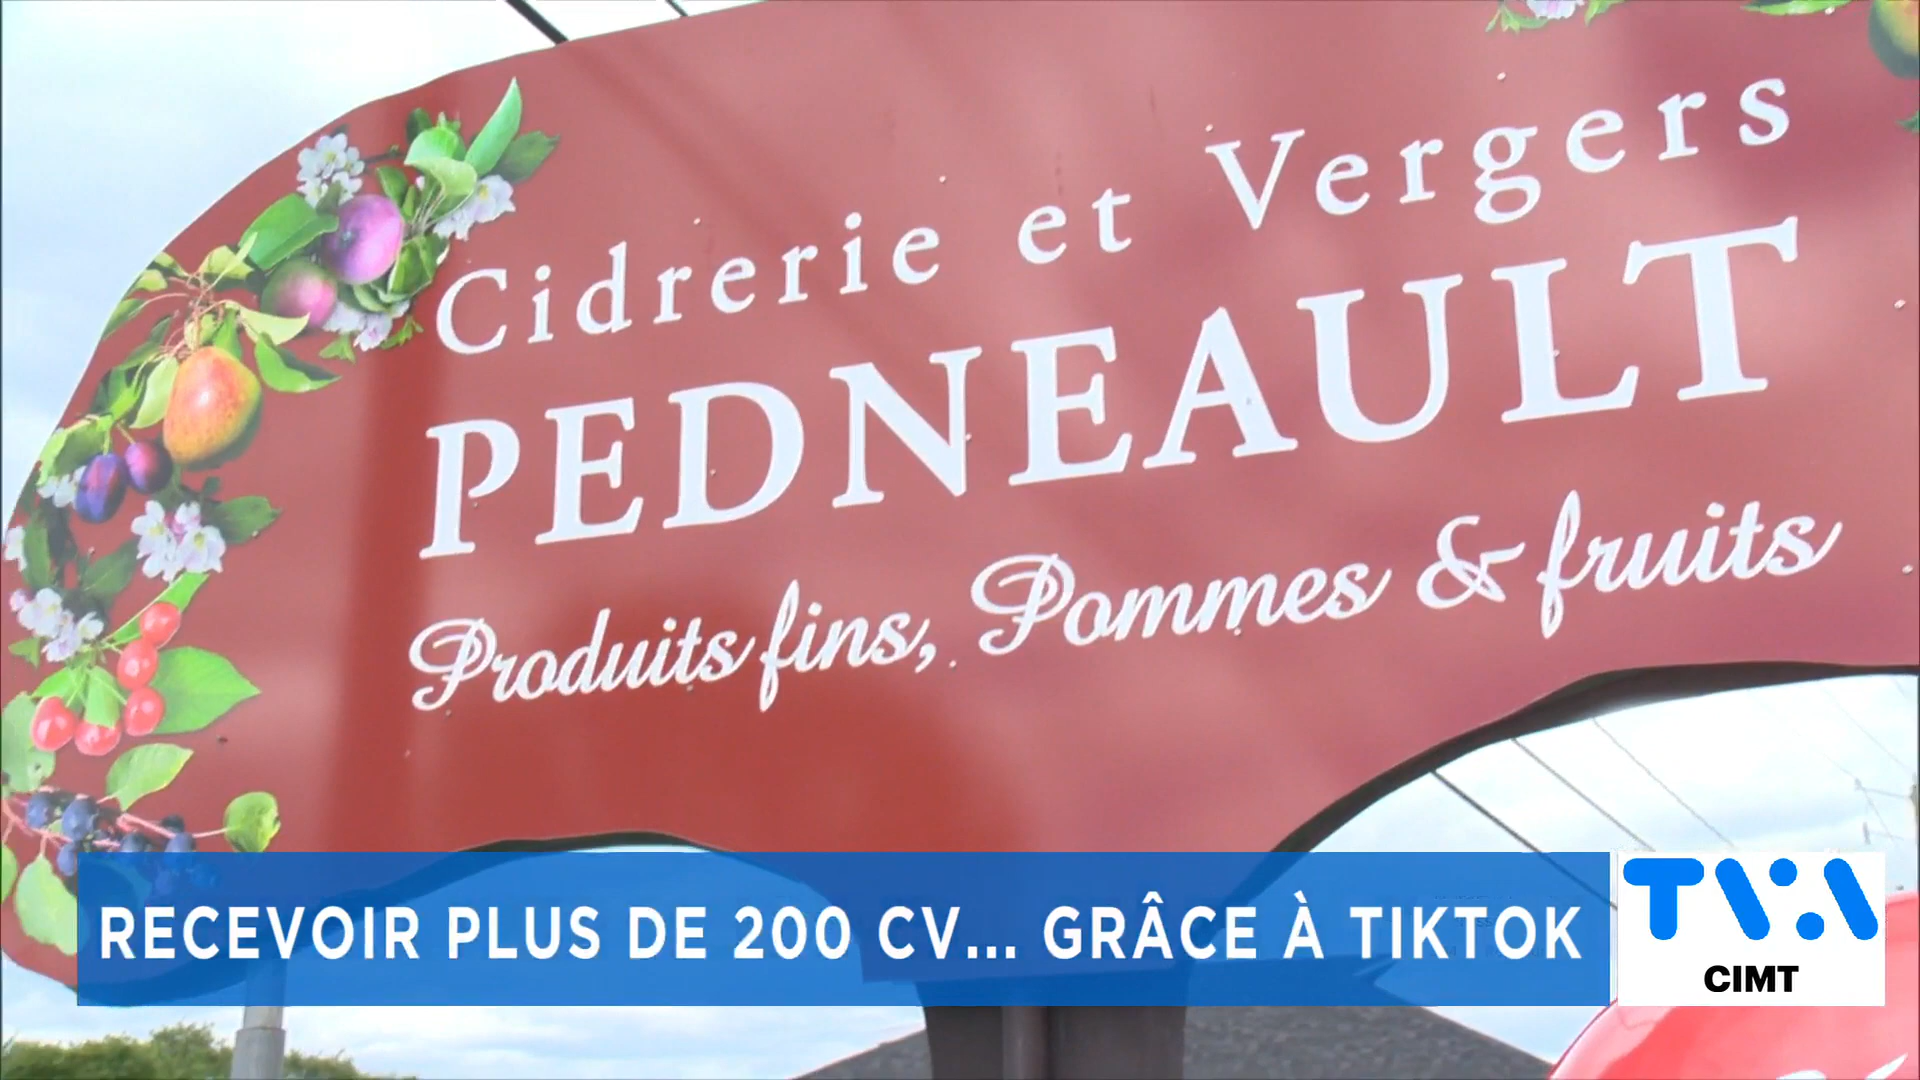 Cidrerie et Vergers
PEDNEAULT
Produits fins, Pommes & fruits
RECEVOIR PLUS DE 200 CV... GRÂCE À TIKTOK
TVA
CIMT